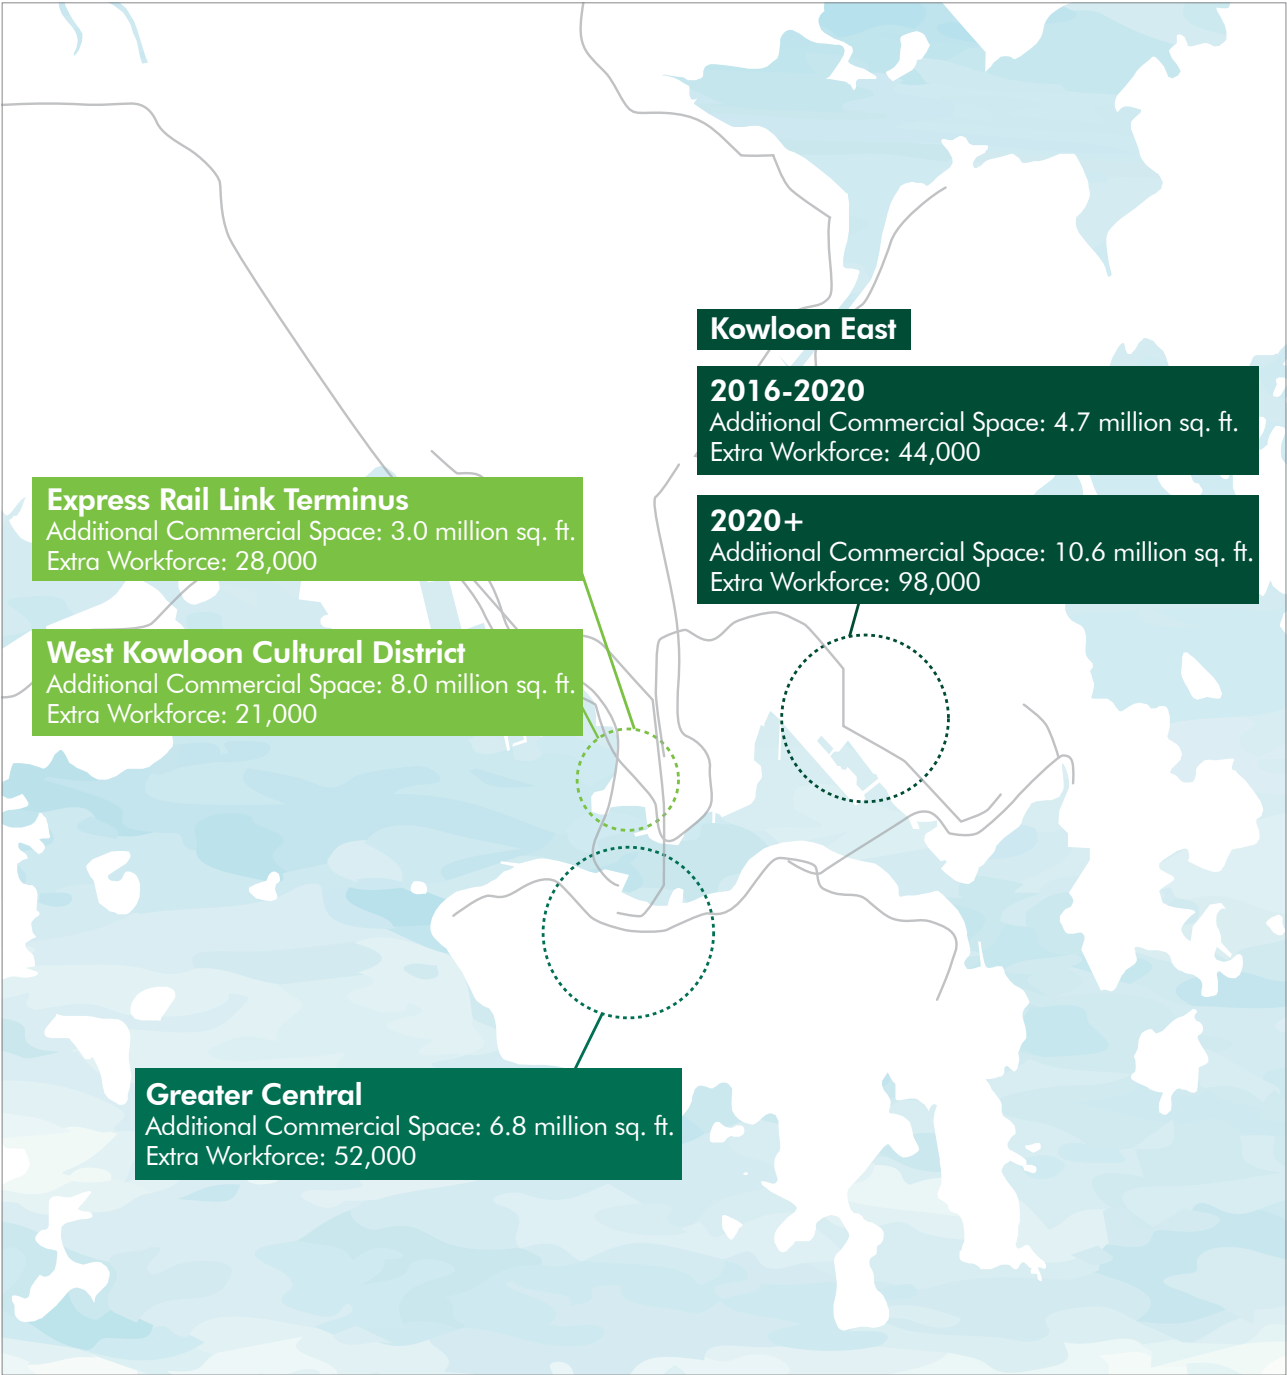 Kowloon East
2016-2020
Additional Commercial Space: 4.7 million sq. ft.
Extra Workforce: 44,000
2020+
Additional Commercial Space: 10.6 million sq. ft.
Extra Workforce: 98,000
Express Rail Link Terminus
Additional Commercial Space: 3.0 million sq. ft.
Extra Workforce: 28,000
West Kowloon Cultural District
Additional Commercial Space: 8.0 million sq. ft.
Extra Workforce: 21,000
Greater Central
Additional Commercial Space: 6.8 million sq. ft.
Extra Workforce: 52,000